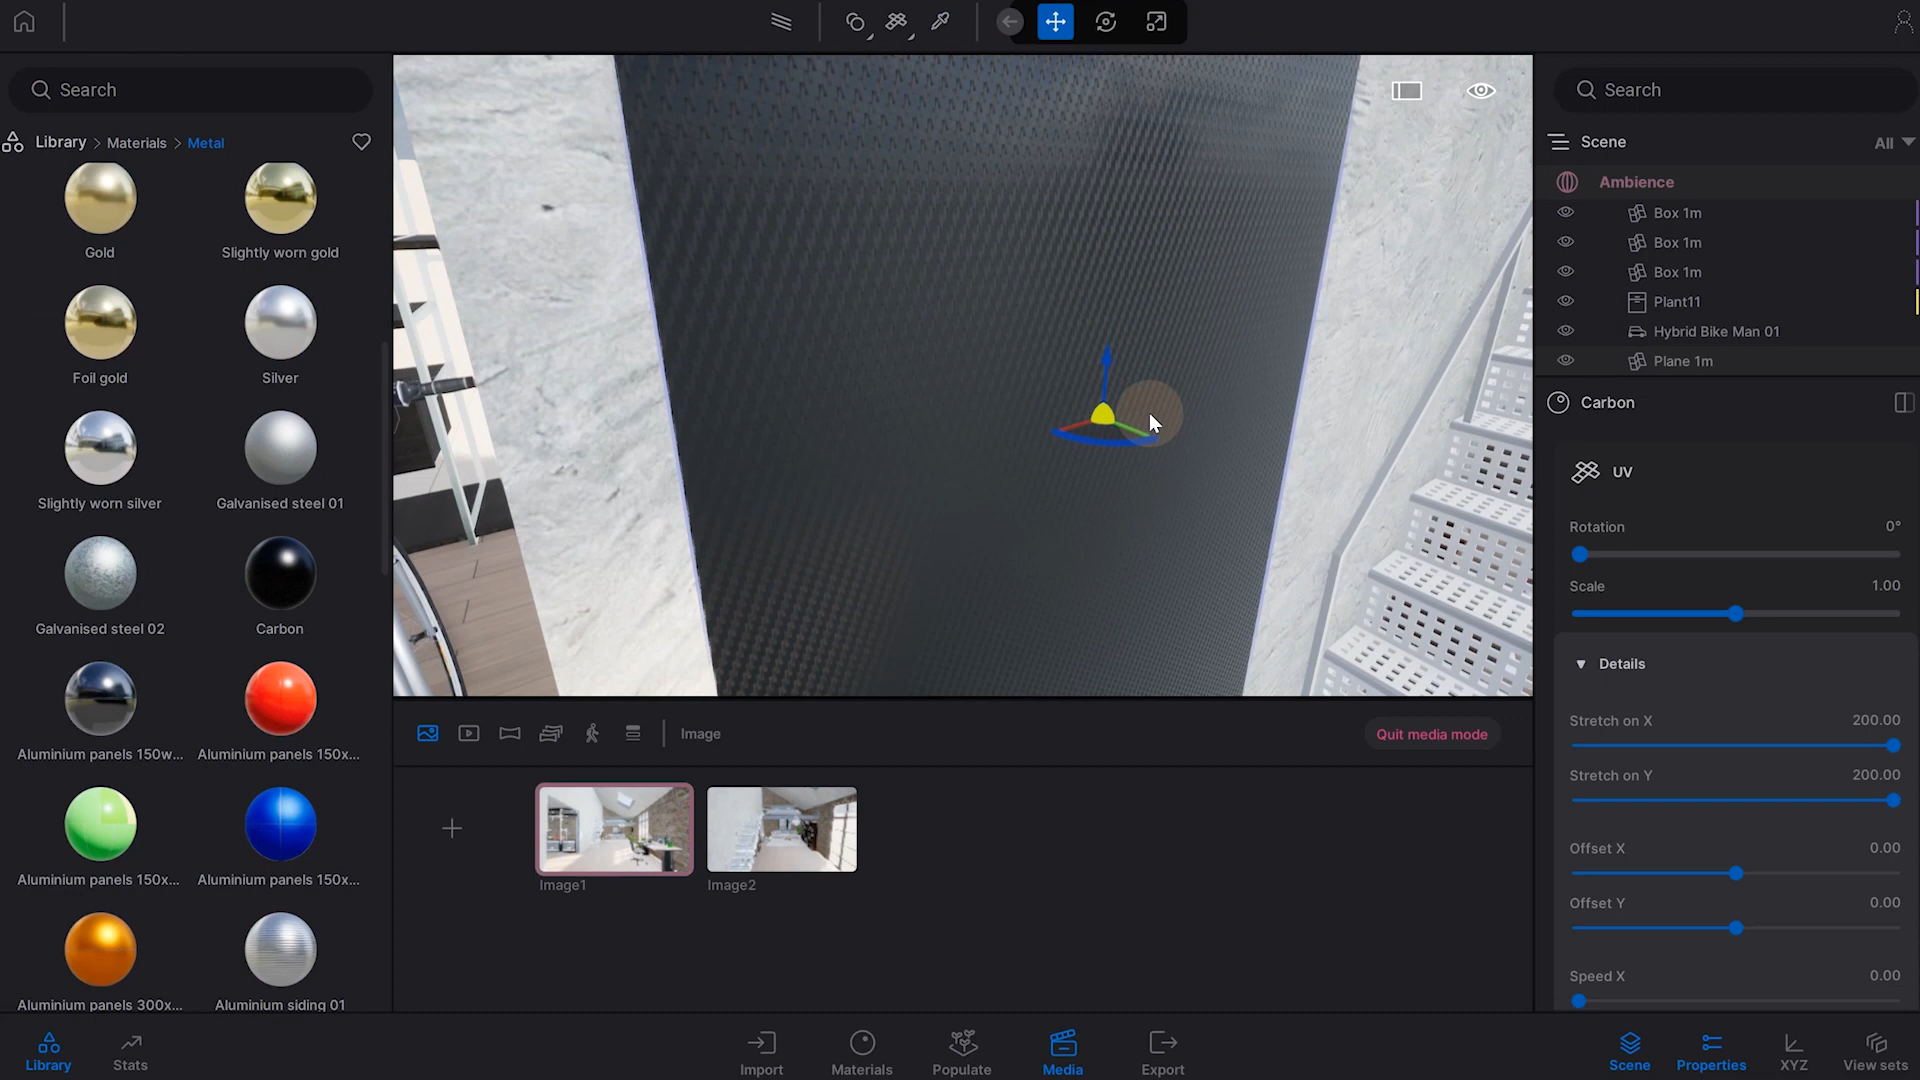 Search
Library > Materials > Metal
Gold
Slightly worn gold
Foil gold
Silver
Slightly worn silver
Galvanised steel 01
Galvanised steel 02
Carbon
Aluminium panels 150w...
Aluminium panels 150x...
Aluminium panels 150x...
Aluminium panels 150x...
Aluminium panels 300x...
Aluminium siding 01
Image
Quit media mode
Image1
Image2
Search
Scene
All
Ambience
Box 1m
Box 1m
Box 1m
Plant11
Hybrid Bike Man 01
Plane 1m
Carbon
UV
Rotation 0°
Scale 1.00
Details
Stretch on X 200.00
Stretch on Y 200.00
Offset X 0.00
Offset Y 0.00
Speed X 0.00
Library
Stats
Import
Materials
Populate
Media
Export
Scene
Properties
XYZ
View sets